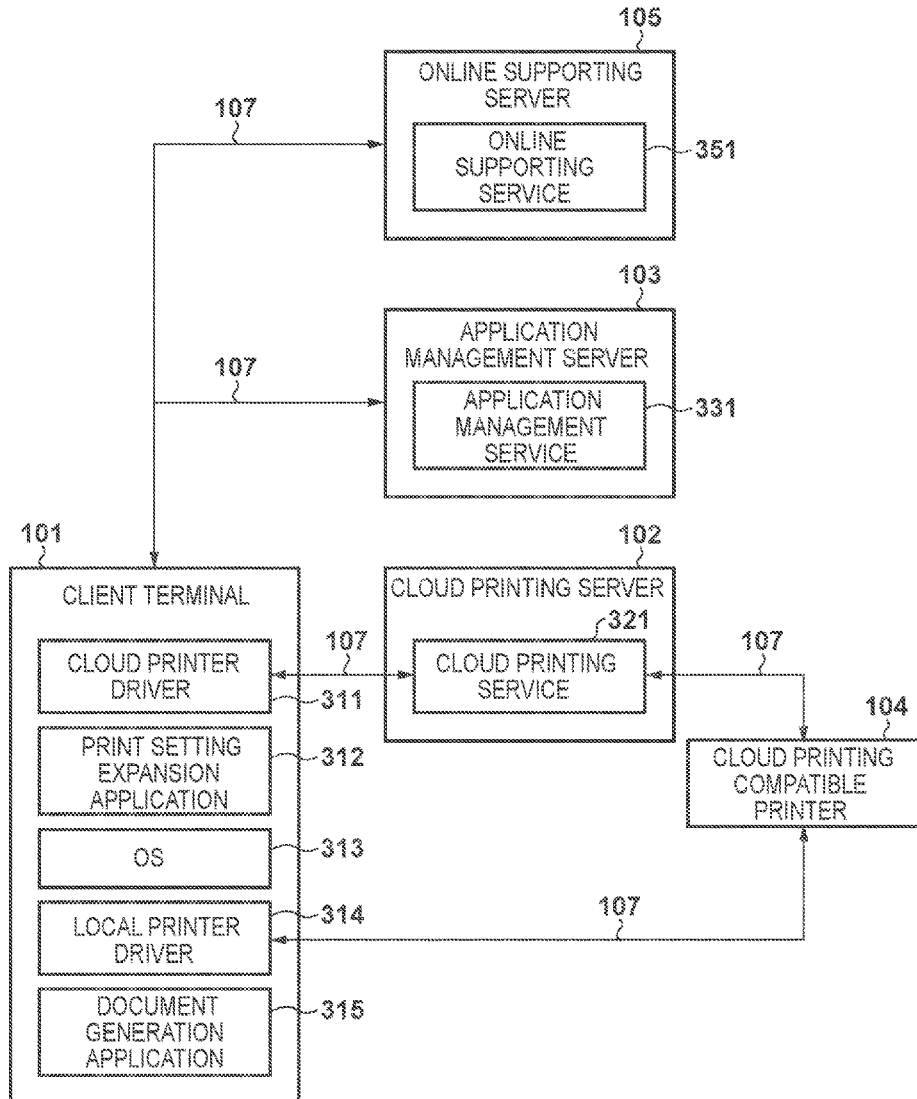 105
ONLINE SUPPORTING
SERVER
107
ONLINE
SUPPORTING
SERVICE
351
103
APPLICATION
MANAGEMENT SERVER
107
APPLICATION
MANAGEMENT
SERVICE
331
101
102
CLIENT TERMINAL
CLOUD PRINTING SERVER
321
CLOUD PRINTER
DRIVER
311
107
CLOUD PRINTING
SERVICE
107
104
PRINT SETTING
EXPANSION
APPLICATION
312
CLOUD PRINTING
COMPATIBLE
PRINTER
OS
313
LOCAL PRINTER
DRIVER
314
107
DOCUMENT
GENERATION
APPLICATION
315